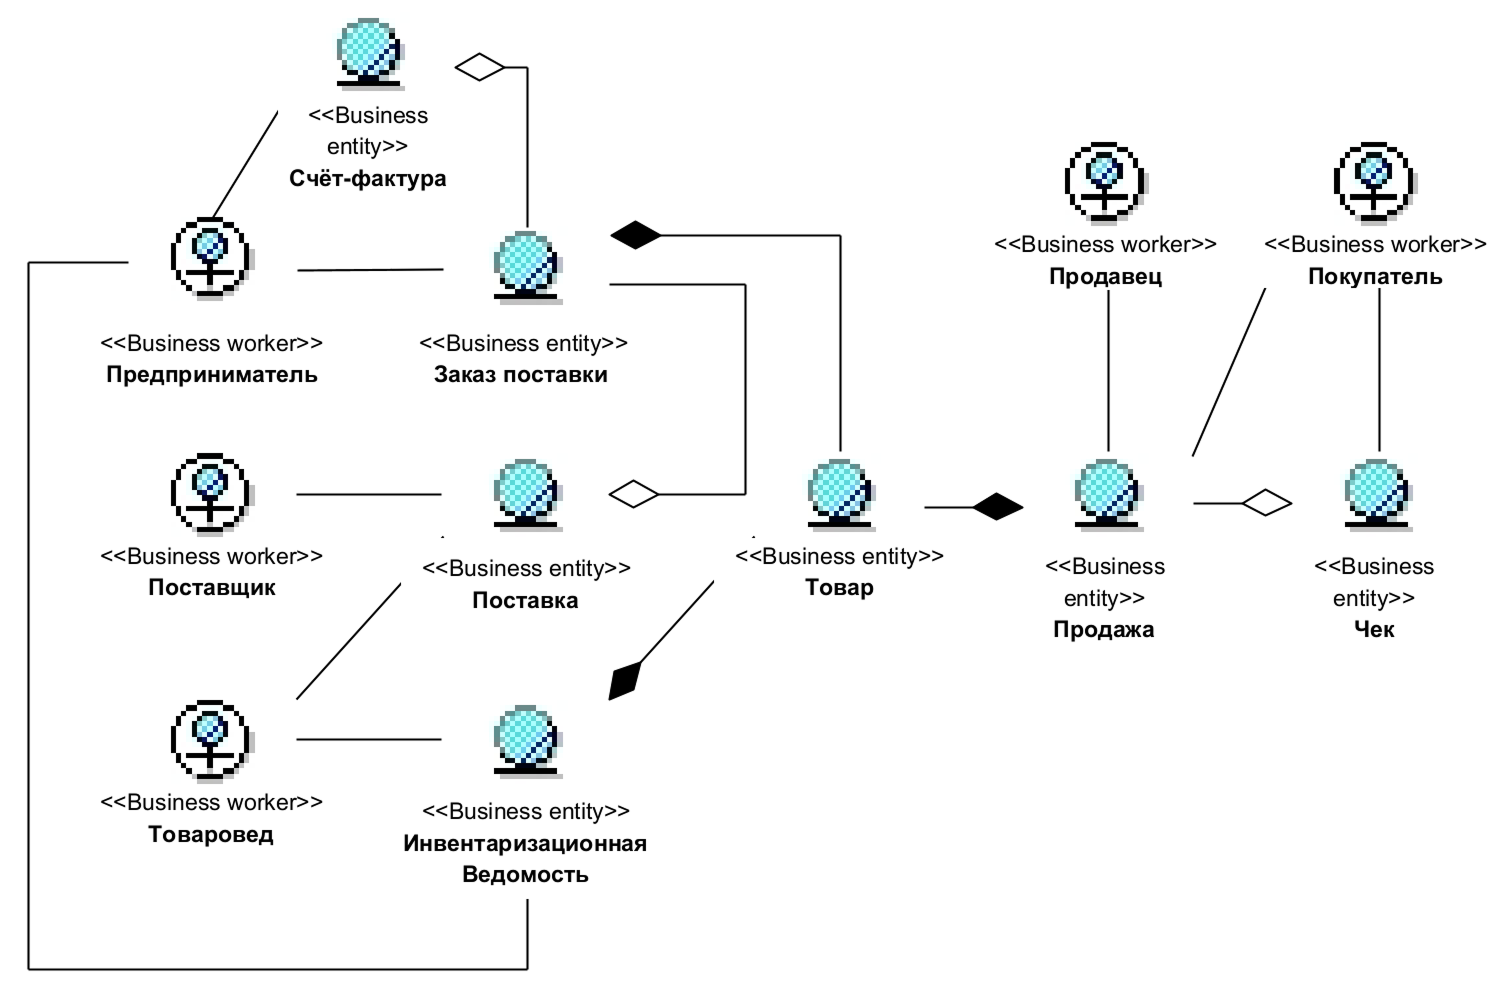 <<Business
entity>>
Счёт-фактура
<<Business worker>>
Продавец
<<Business worker>>
Покупатель
<<Business worker>>
Предприниматель
<<Business entity>>
Заказ поставки
<<Business worker>>
Поставщик
<<Business entity>>
Поставка
<<Business entity>>
Товар
<<Business
entity>>
Продажа
<<Business
entity>>
Чек
<<Business worker>>
Товаровед
<<Business entity>>
Инвентаризационная
Ведомость